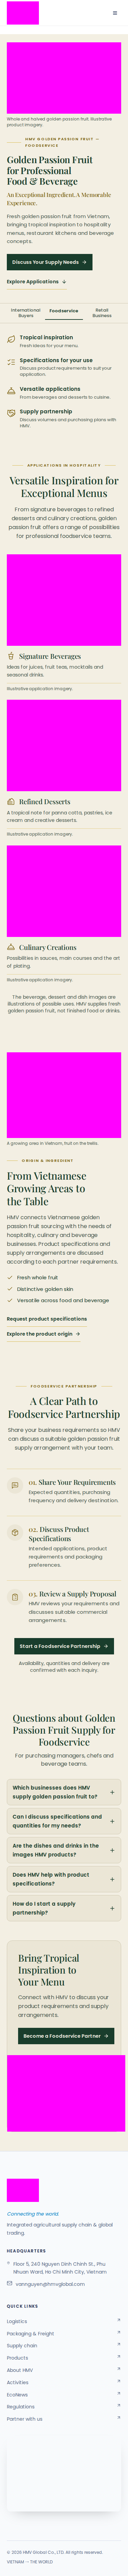 Whole and halved golden passion fruit. Illustrative
product imagery.
HMV GOLDEN PASSION FRUIT —
FOODSERVICE
Golden Passion Fruit
for Professional
Food & Beverage
An Exceptional Ingredient. A Memorable
Experience.
Fresh golden passion fruit from Vietnam,
bringing tropical inspiration to hospitality
menus, restaurant kitchens and beverage
concepts.
Discuss Your Supply Needs →
Explore Applications ↓
International
Buyers
Foodservice
Retail
Business
Tropical inspiration
Fresh ideas for your menu.
Specifications for your use
Discuss product requirements to suit your
application.
Versatile applications
From beverages and desserts to cuisine.
Supply partnership
Discuss volumes and purchasing plans with
HMV.
APPLICATIONS IN HOSPITALITY
Versatile Inspiration for
Exceptional Menus
From signature beverages to refined
desserts and culinary creations, golden
passion fruit offers a range of possibilities
for professional foodservice teams.
Signature Beverages
Ideas for juices, fruit teas, mocktails and
seasonal drinks.
Illustrative application imagery.
Refined Desserts
A tropical note for panna cotta, pastries, ice
cream and creative desserts.
Illustrative application imagery.
Culinary Creations
Possibilities in sauces, main courses and the art
of plating.
Illustrative application imagery.
The beverage, dessert and dish images are
illustrations of possible uses. HMV supplies fresh
golden passion fruit, not finished food or drinks.
A growing area in Vietnam, fruit on the trellis.
ORIGIN & INGREDIENT
From Vietnamese
Growing Areas to
the Table
HMV connects Vietnamese golden
passion fruit sourcing with the needs of
hospitality, culinary and beverage
businesses. Product specifications and
supply arrangements are discussed
according to each partner's requirements.
Fresh whole fruit
Distinctive golden skin
Versatile across food and beverage
Request product specifications
Explore the product origin →
FOODSERVICE PARTNERSHIP
A Clear Path to
Foodservice Partnership
Share your business requirements so HMV
can discuss a suitable golden passion fruit
supply arrangement with your team.
01. Share Your Requirements
Expected quantities, purchasing
frequency and delivery destination.
02. Discuss Product
Specifications
Intended applications, product
requirements and packaging
preferences.
03. Review a Supply Proposal
HMV reviews your requirements and
discusses suitable commercial
arrangements.
Start a Foodservice Partnership →
Availability, quantities and delivery are
confirmed with each inquiry.
Questions about Golden
Passion Fruit Supply for
Foodservice
For purchasing managers, chefs and
beverage teams.
Which businesses does HMV
supply golden passion fruit to? +
Can I discuss specifications and
quantities for my needs? +
Are the dishes and drinks in the
images HMV products? +
Does HMV help with product
specifications? +
How do I start a supply
partnership? +
Bring Tropical
Inspiration to
Your Menu
Connect with HMV to discuss your
product requirements and supply
arrangements.
Become a Foodservice Partner →
Connecting the world.
Integrated agricultural supply chain & global
trading.
HEADQUARTERS
Floor 5, 240 Nguyen Dinh Chinh St., Phu
Nhuan Ward, Ho Chi Minh City, Vietnam
vannguyen@hmvglobal.com
QUICK LINKS
Logistics
Packaging & Freight
Supply chain
Products
About HMV
Activities
EcoNews
Regulations
Partner with us
© 2026 HMV Global Co., LTD. All rights reserved.
VIETNAM — THE WORLD